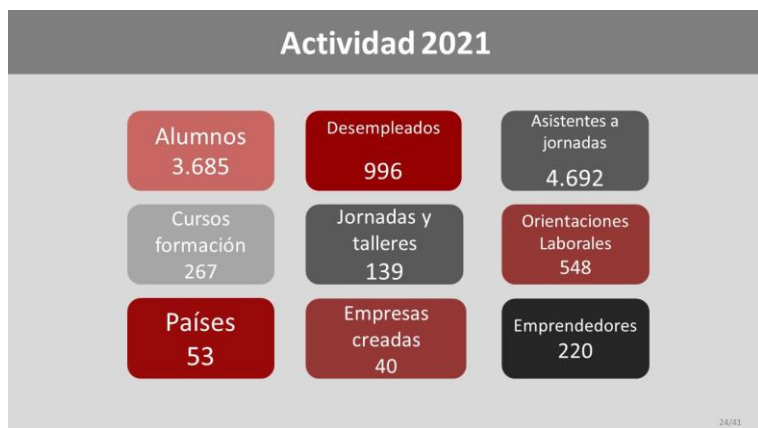 Actividad 2021
Alumnos
3.685
Desempleados
996
Asistentes a
jornadas
4.692
Cursos
formación
267
Jornadas y
talleres
139
Orientaciones
Laborales
548
Países
53
Empresas
creadas
40
Emprendedores
220
24/41